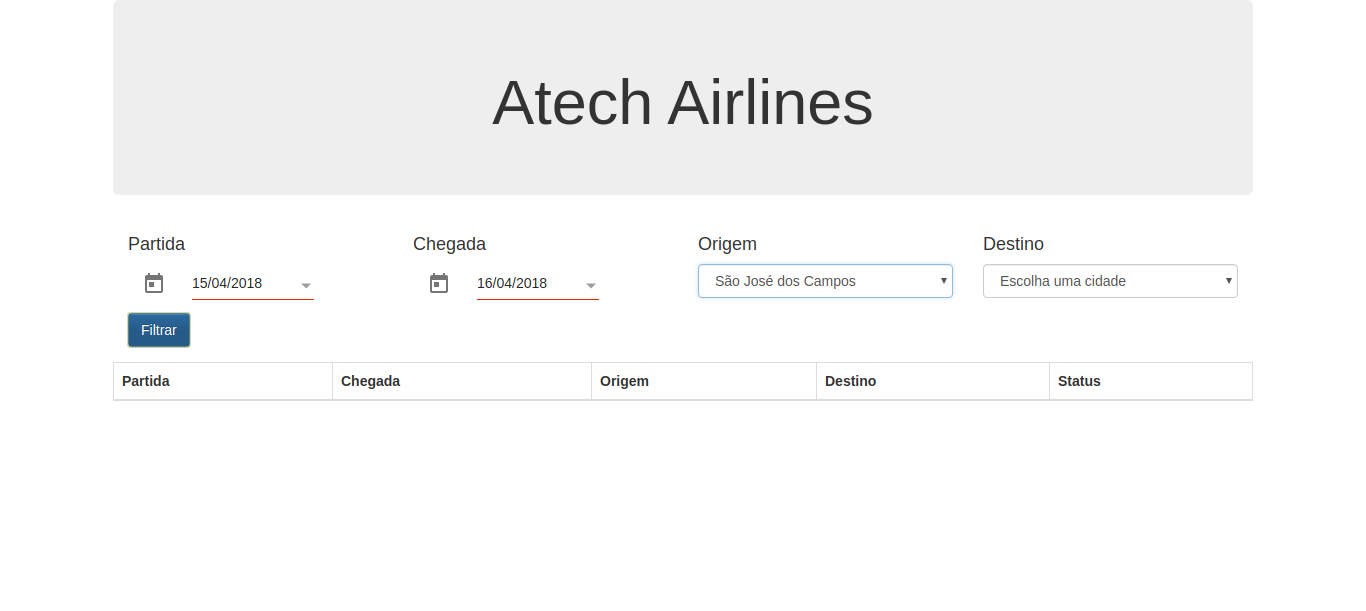 Atech Airlines
Partida Chegada Origem Destino
15/04/2018 16/04/2018 São José dos Campos Escolha uma cidade
Filtrar
Partida Chegada Origem Destino Status